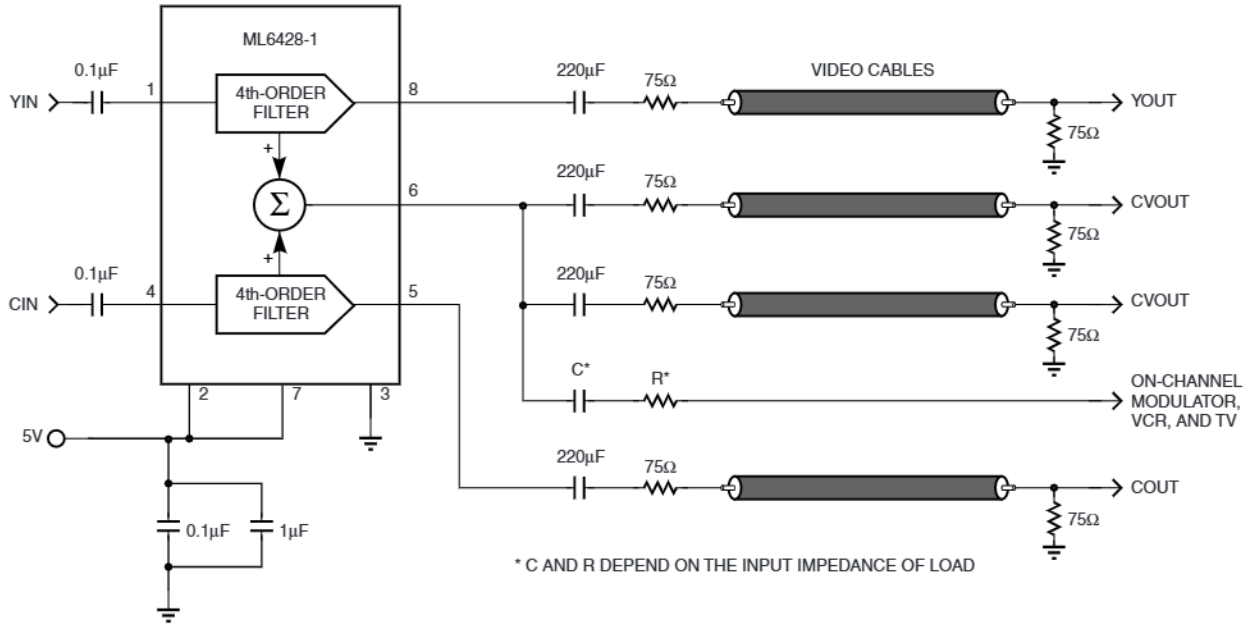 ML6428-1
0.1µF
220µF
75Ω
VIDEO CABLES
YIN
1
4th-ORDER
FILTER
8
YOUT
75Ω
+
Σ
6
220µF
75Ω
CVOUT
75Ω
+
0.1µF
220µF
75Ω
CIN
4
4th-ORDER
FILTER
5
CVOUT
75Ω
C*
R*
ON-CHANNEL
MODULATOR,
VCR, AND TV
2
7
3
5V
220µF
75Ω
COUT
75Ω
0.1µF
1µF
* C AND R DEPEND ON THE INPUT IMPEDANCE OF LOAD